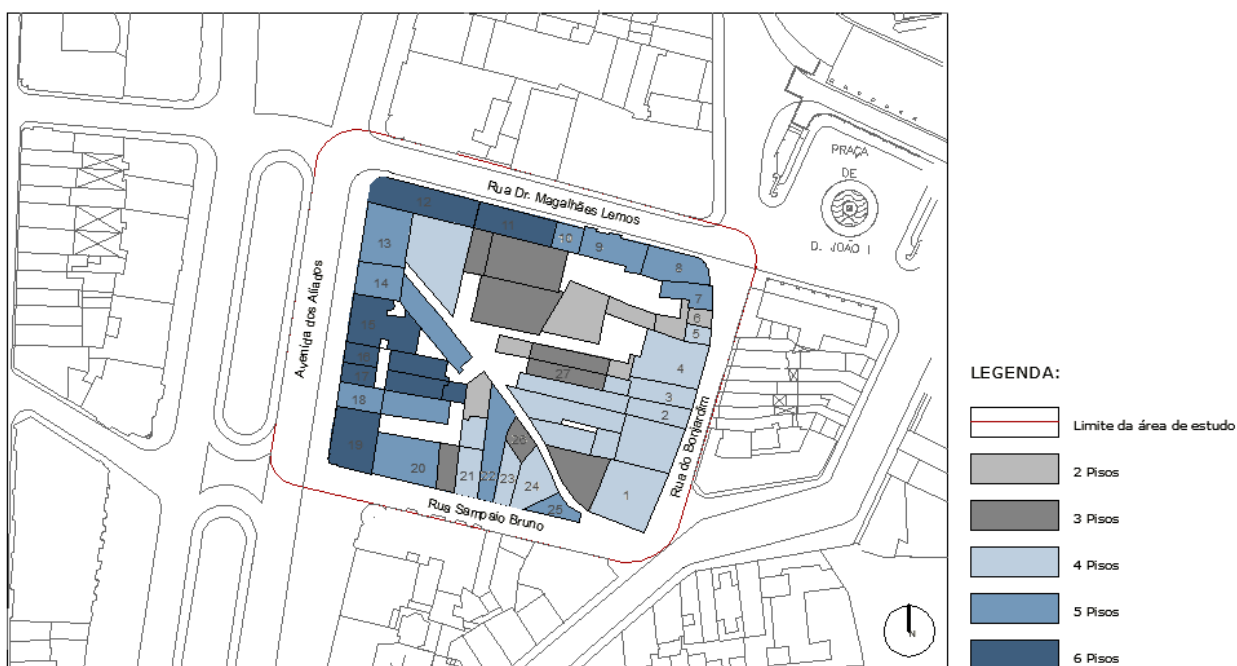 PRAÇA
DE
D. JOÃO I
Rua Dr. Magalhães Lemos
Avenida dos Aliados
Rua do Bonjardim
Rua Sampaio Bruno
12
11
10
9
8
13
7
14
6
5
15
4
16
27
17
3
18
2
26
19
20
21
22
23
24
1
25
N
LEGENDA:
Limite da área de estudo
2 Pisos
3 Pisos
4 Pisos
5 Pisos
6 Pisos